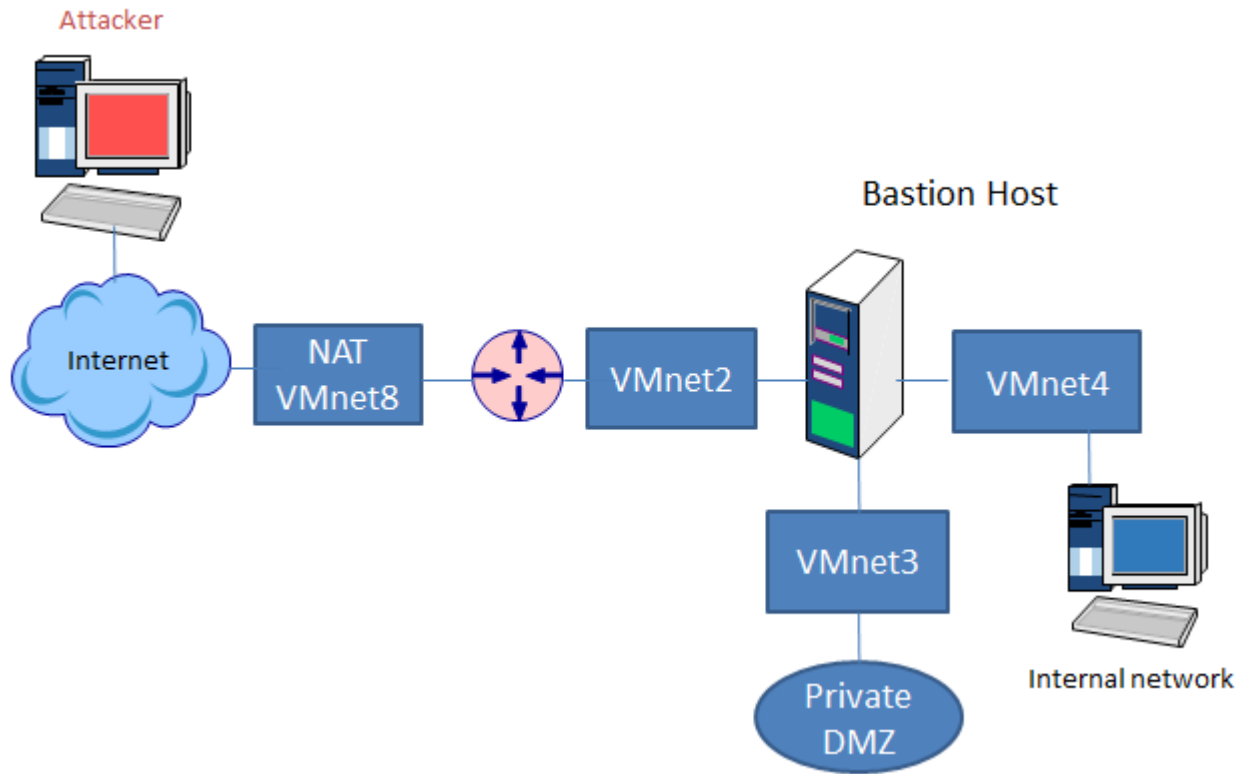 Attacker
Bastion Host
Internet
NAT
VMnet8
VMnet2
VMnet4
VMnet3
Internal network
Private
DMZ